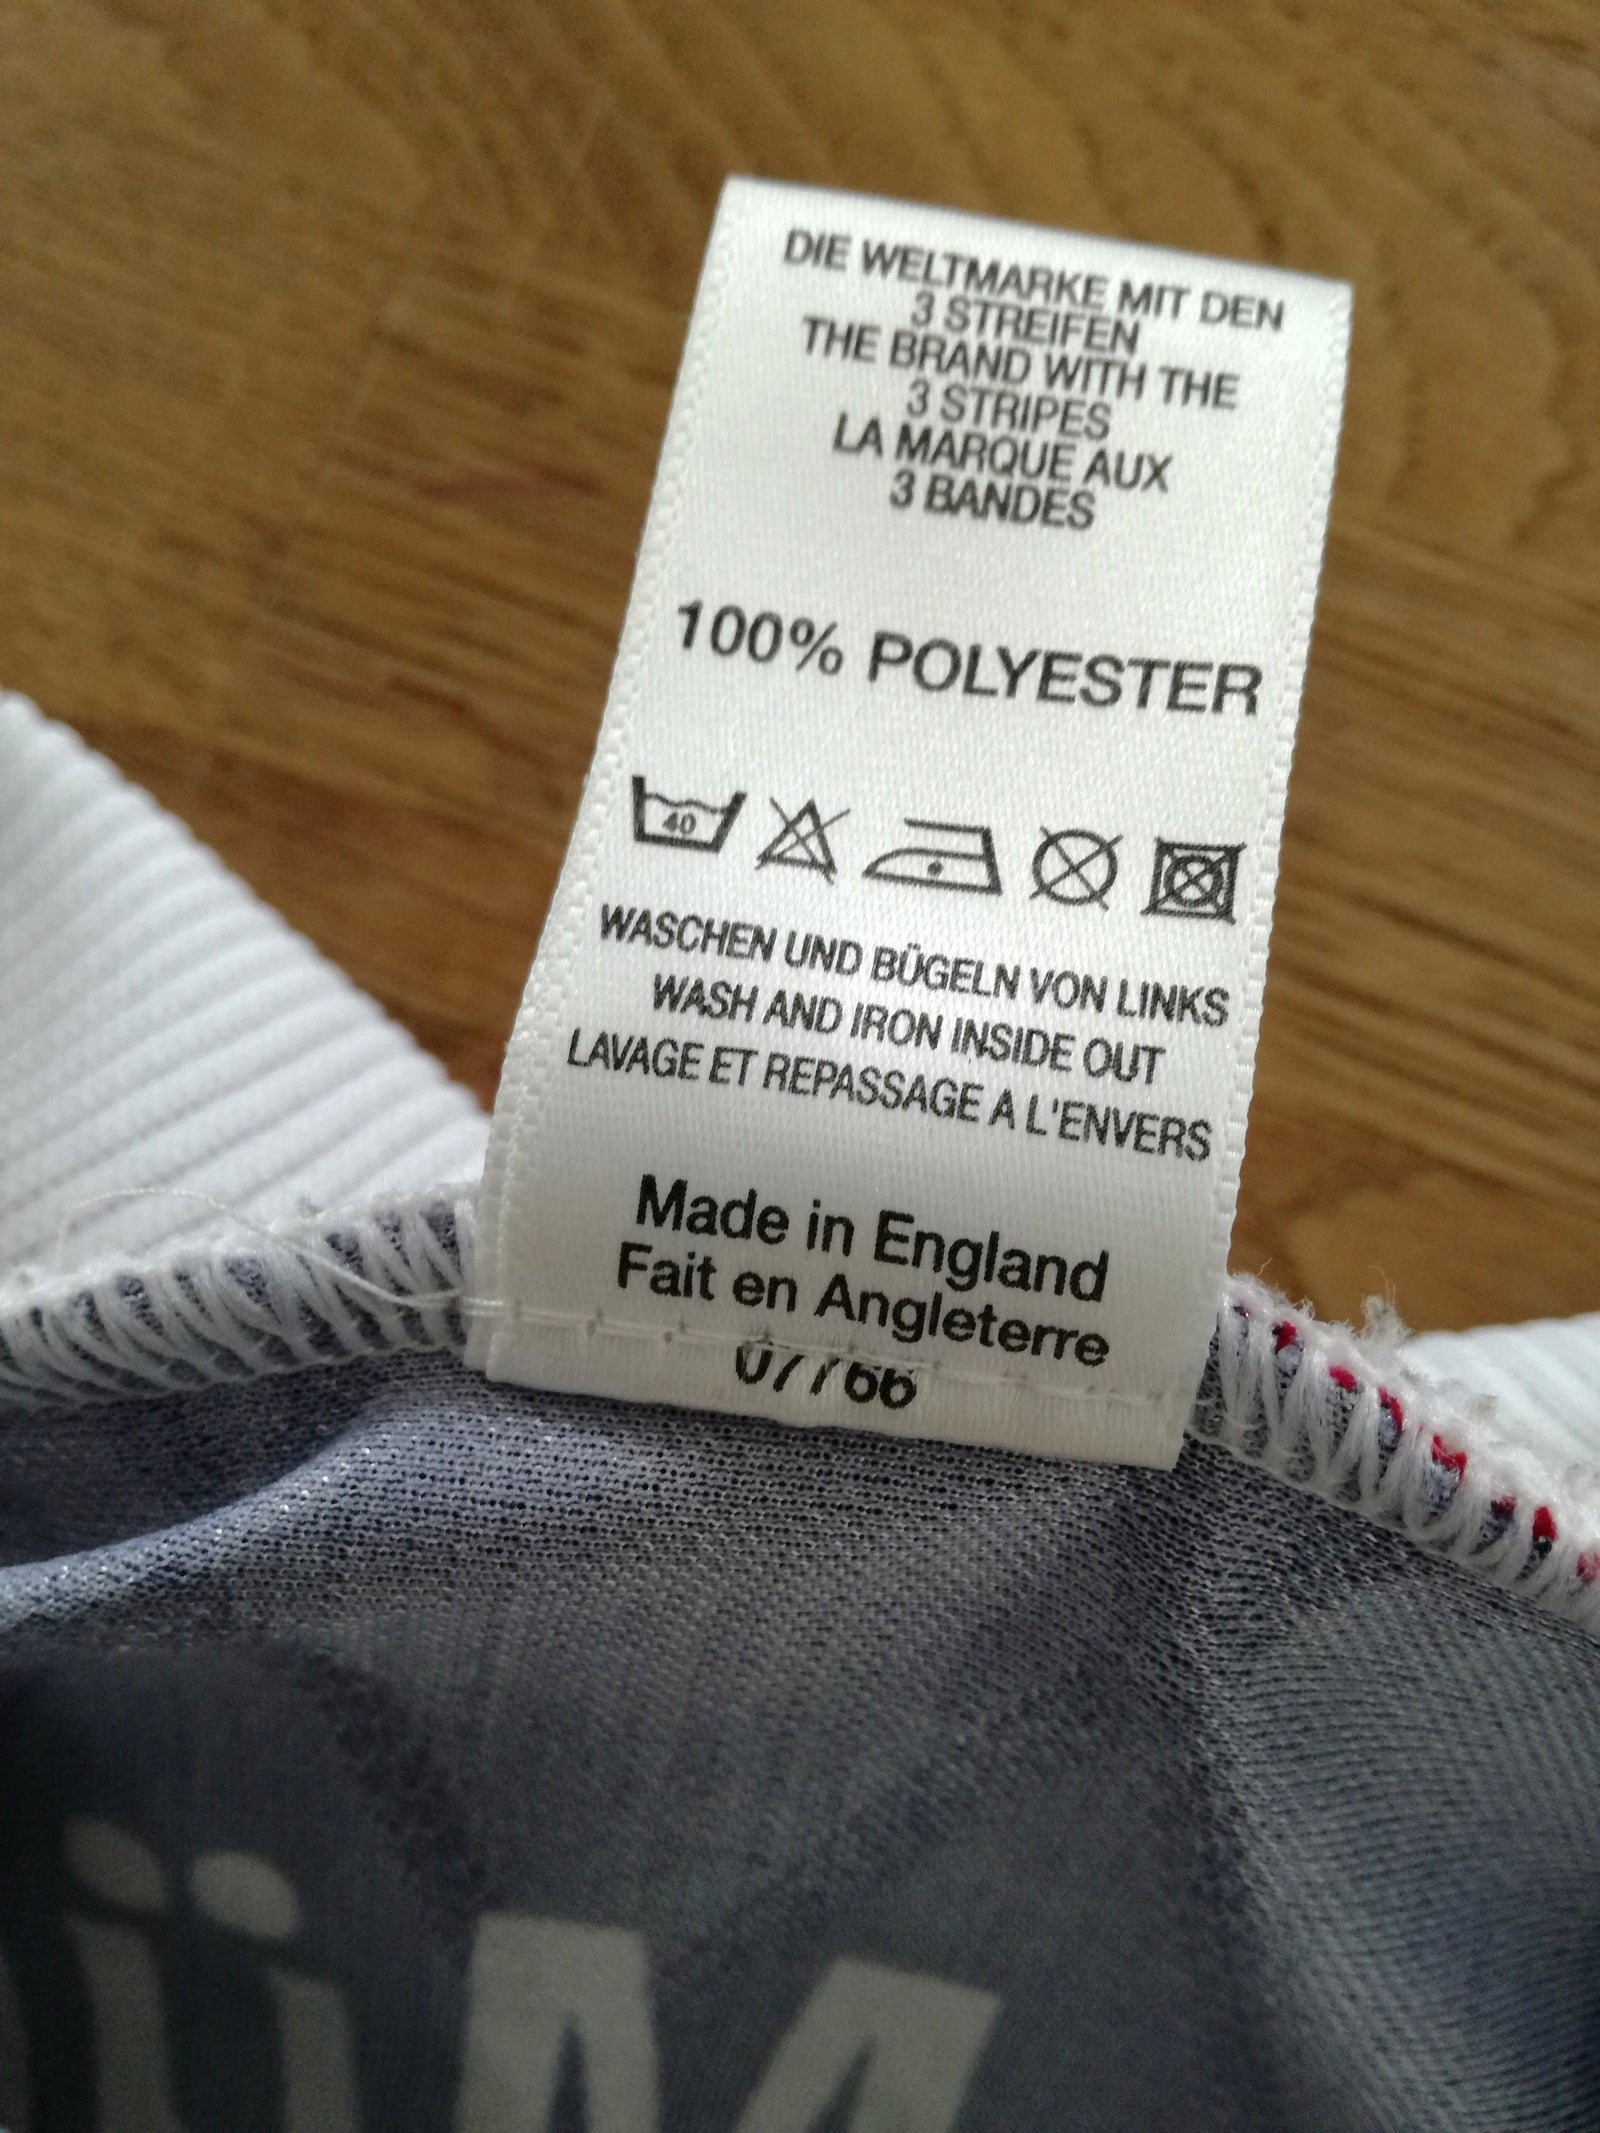 DIE WELTMARKE MIT DEN
3 STREIFEN
THE BRAND WITH THE
3 STRIPES
LA MARQUE AUX
3 BANDES
100% POLYESTER
40
WASCHEN UND BÜGELN VON LINKS
WASH AND IRON INSIDE OUT
LAVAGE ET REPASSAGE A L'ENVERS
Made in England
Fait en Angleterre
07766